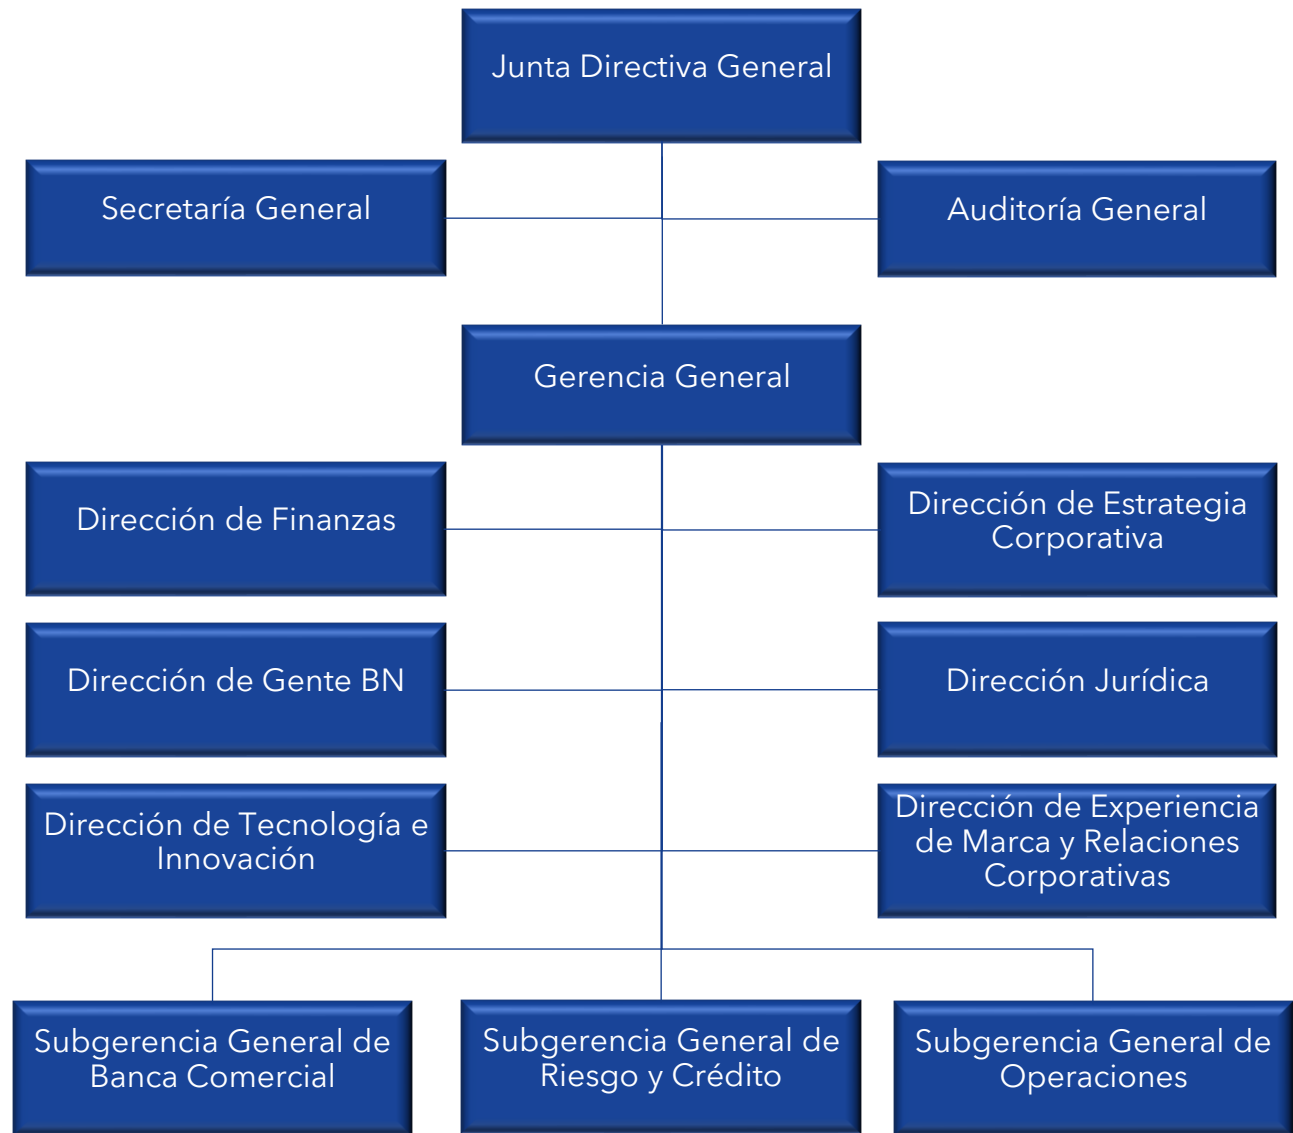 Junta Directiva General
Secretaría General
Auditoría General
Gerencia General
Dirección de Finanzas
Dirección de Estrategia
Corporativa
Dirección de Gente BN
Dirección Jurídica
Dirección de Tecnología e
Innovación
Dirección de Experiencia
de Marca y Relaciones
Corporativas
Subgerencia General de
Banca Comercial
Subgerencia General de
Riesgo y Crédito
Subgerencia General de
Operaciones